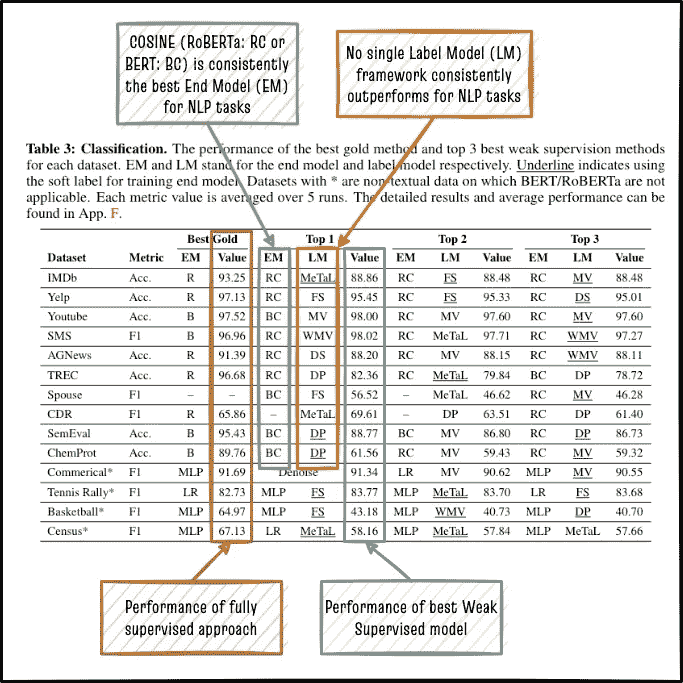 COSINE (RoBERTa: RC or
BERT: BC) is consistently
the best End Model (EM)
for NLP tasks
No single Label Model (LM)
framework consistently
outperforms for NLP tasks
Table 3: Classification. The performance of the best gold method and top 3 best weak supervision methods
for each dataset. EM and LM stand for the end model and label model respectively. Underline indicates using
the soft label for training end model. Datasets with * are non-textual data on which BERT/RoBERTa are not
applicable. Each metric value is averaged over 5 runs. The detailed results and average performance can be
found in App. F.
Best Gold Top 1 Top 2 Top 3
Dataset Metric EM Value EM LM Value EM LM Value EM LM Value
IMDb Acc. R 93.25 RC MeTaL 88.86 RC FS 88.48 RC MV 88.48
Yelp Acc. R 97.13 RC FS 95.45 RC FS 95.33 RC DS 95.01
Youtube Acc. B 97.52 BC MV 98.00 RC MV 97.60 RC MV 97.60
SMS F1 B 96.96 RC WMV 98.02 RC MeTaL 97.71 RC WMV 97.27
AGNews Acc. R 91.39 RC DS 88.20 RC MV 88.15 RC WMV 88.11
TREC Acc. R 96.68 RC DP 82.36 RC MeTaL 79.84 BC DP 78.72
Spouse F1 – – BC FS 56.52 – MeTaL 46.62 RC MV 46.28
CDR F1 R 65.86 – MeTaL 69.61 – DP 63.51 RC DP 61.40
SemEval Acc. B 95.43 BC DP 88.77 BC MV 86.80 RC DP 86.73
ChemProt Acc. B 89.76 BC DP 61.56 RC MV 59.43 RC MV 59.32
Commerical* F1 MLP 91.69 Denoise 91.34 LR MV 90.62 MLP MV 90.55
Tennis Rally* F1 LR 82.73 MLP FS 83.77 MLP MeTaL 83.70 LR FS 83.68
Basketball* F1 MLP 64.97 MLP FS 43.18 MLP WMV 40.73 MLP DP 40.70
Census* F1 MLP 67.13 LR MeTaL 58.16 MLP MeTaL 57.84 MLP MeTaL 57.66
Performance of fully
supervised approach
Performance of best Weak
Supervised model